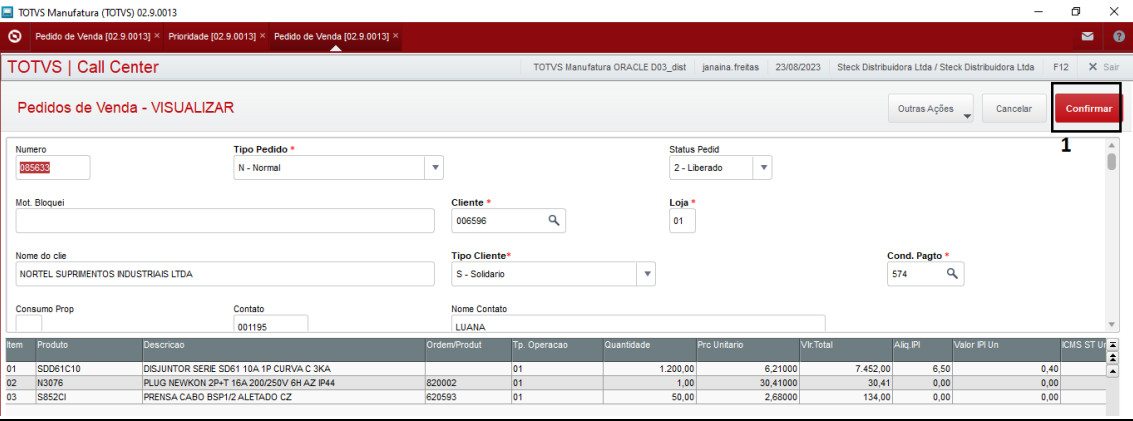 TOTVS Manufatura (TOTVS) 02.9.0013
Pedido de Venda [02.9.0013] × Prioridade [02.9.0013] × Pedido de Venda [02.9.0013] ×
TOTVS | Call Center TOTVS Manufatura ORACLE D03_dist janaina.freitas 23/08/2023 Steck Distribuidora Ltda / Steck Distribuidora Ltda F12 X Sair
Pedidos de Venda - VISUALIZAR Outras Ações Cancelar Confirmar
1
Numero Tipo Pedido * Status Pedid
085633 N - Normal 2 - Liberado
Mot. Bloquei Cliente * Loja *
006596 01
Nome do clie Tipo Cliente* Cond. Pagto *
NORTEL SUPRIMENTOS INDUSTRIAIS LTDA S - Solidario 574
Consumo Prop Contato Nome Contato
001195 LUANA
Item Produto Descricao Ordem/Produt Tp. Operacao Quantidade Prc Unitario Vlr.Total Aliq.IPI Valor IPI Un ICMS ST Un
01 SDD61C10 DISJUNTOR SERIE SD61 10A 1P CURVA C 3KA 01 1.200,00 6,21000 7.452,00 6,50 0,40
02 N3076 PLUG NEWKON 2P+T 16A 200/250V 6H AZ IP44 820002 01 1,00 30,41000 30,41 0,00 0,00
03 S852CI PRENSA CABO BSP1/2 ALETADO CZ 620593 01 50,00 2,68000 134,00 0,00 0,00